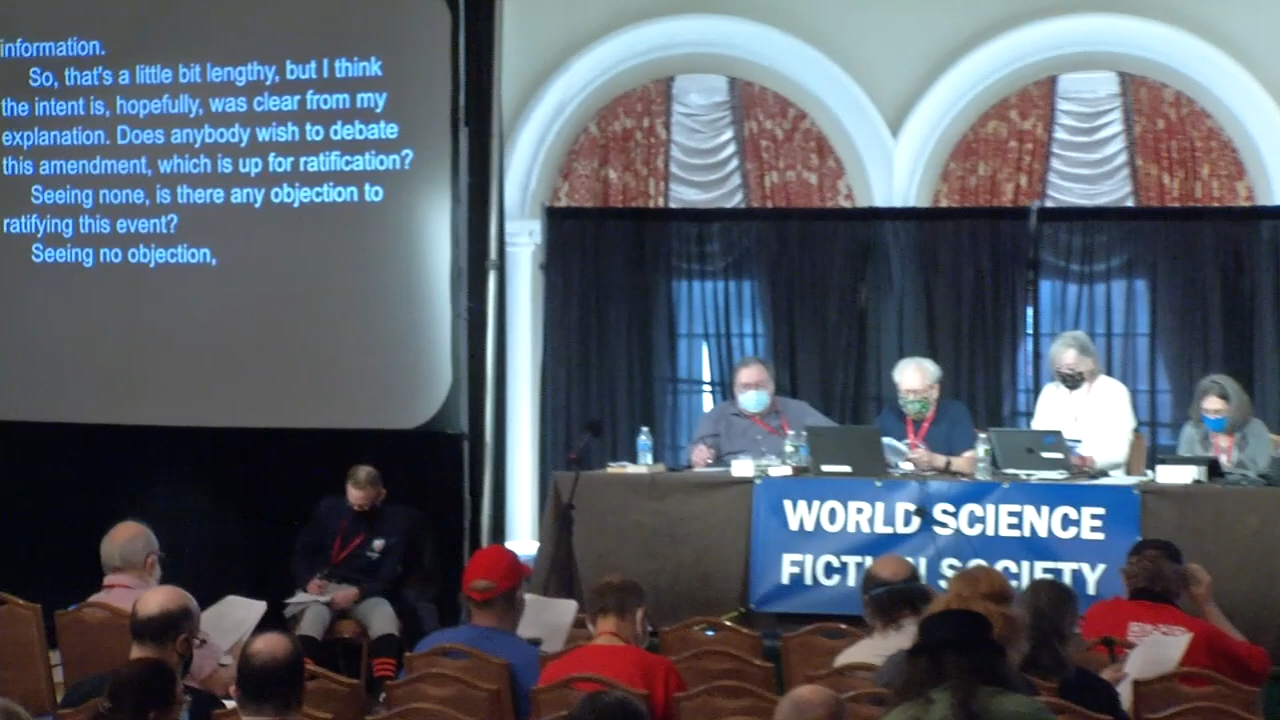 information.
So, that's a little bit lengthy, but I think
the intent is, hopefully, was clear from my
explanation. Does anybody wish to debate
this amendment, which is up for ratification?
Seeing none, is there any objection to
ratifying this event?
Seeing no objection,
WORLD SCIENCE
FICTION SOCIETY